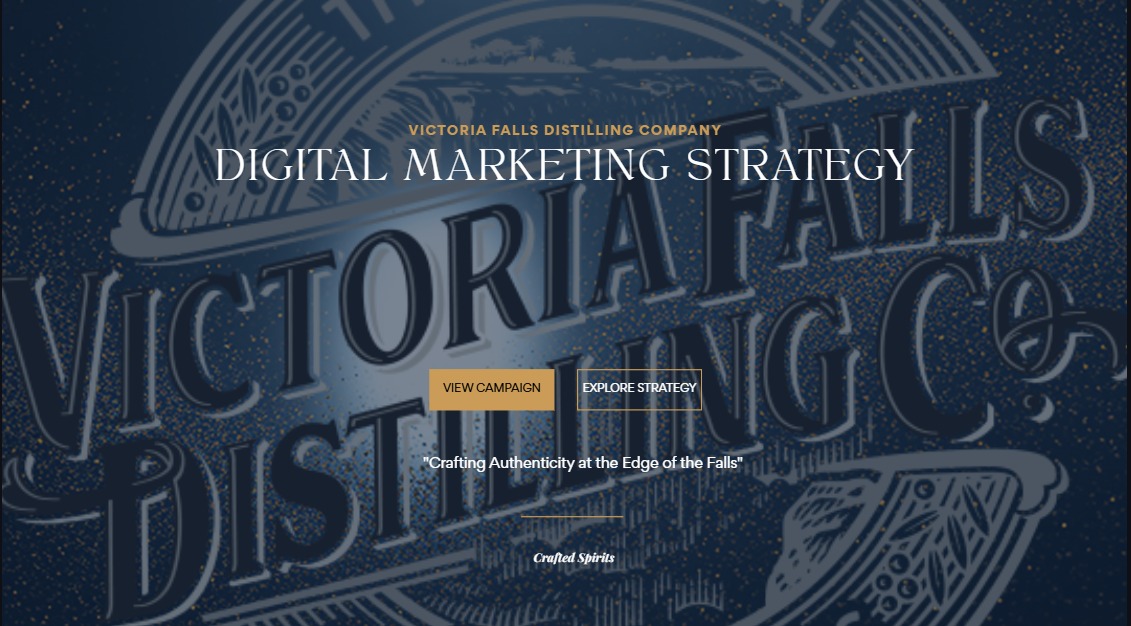 VICTORIA FALLS DISTILLING COMPANY
DIGITAL MARKETING STRATEGY
VICTORIA FALLS
DISTILLING Co.
VIEW CAMPAIGN
EXPLORE STRATEGY
"Crafting Authenticity at the Edge of the Falls"
Crafted Spirits